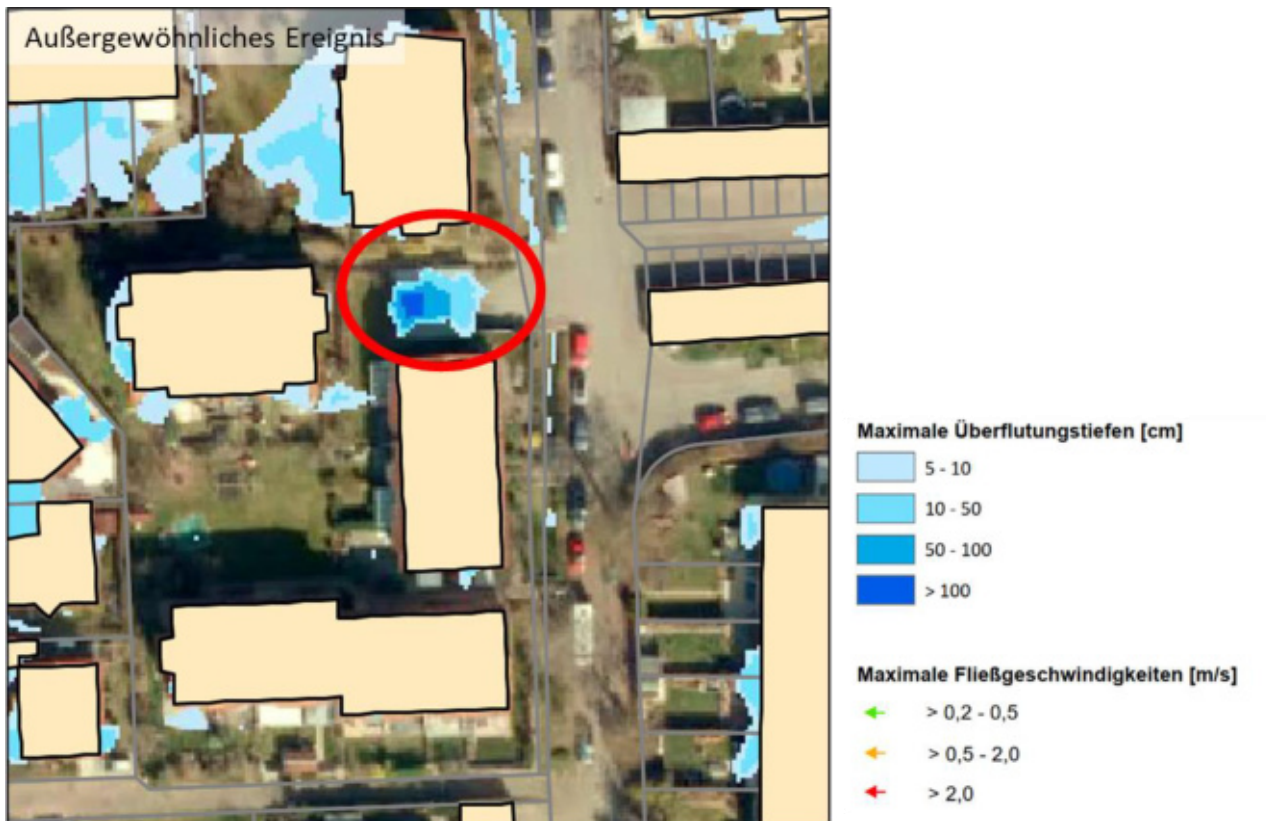 Außergewöhnliches Ereignis
Maximale Überflutungstiefen [cm]
5 - 10
10 - 50
50 - 100
> 100
Maximale Fließgeschwindigkeiten [m/s]
> 0,2 - 0,5
> 0,5 - 2,0
> 2,0